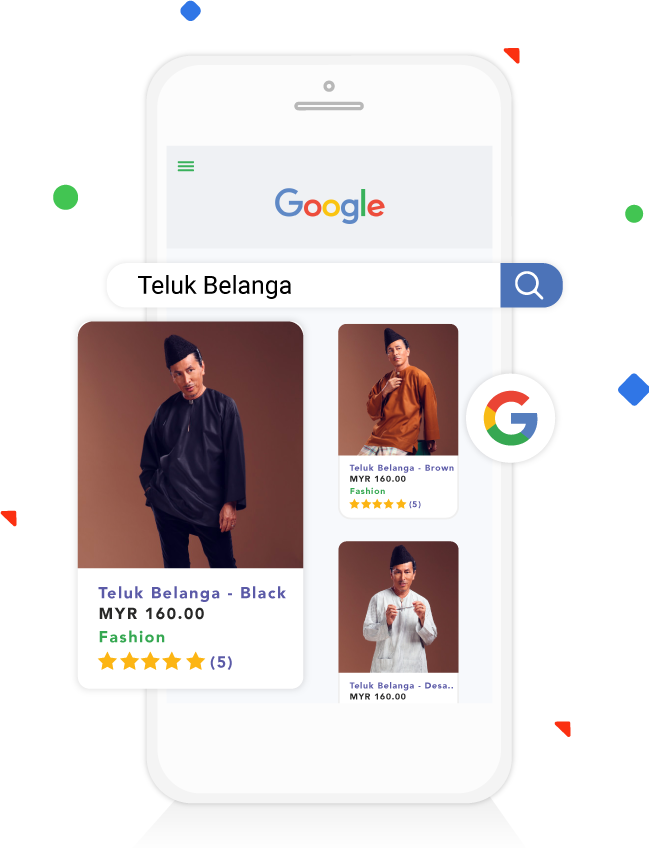 Google
Teluk Belanga
Teluk Belanga - Black
MYR 160.00
Fashion
(5)
Teluk Belanga - Brown
MYR 160.00
Fashion
(5)
G
Teluk Belanga - Desa..
MYR 160.00